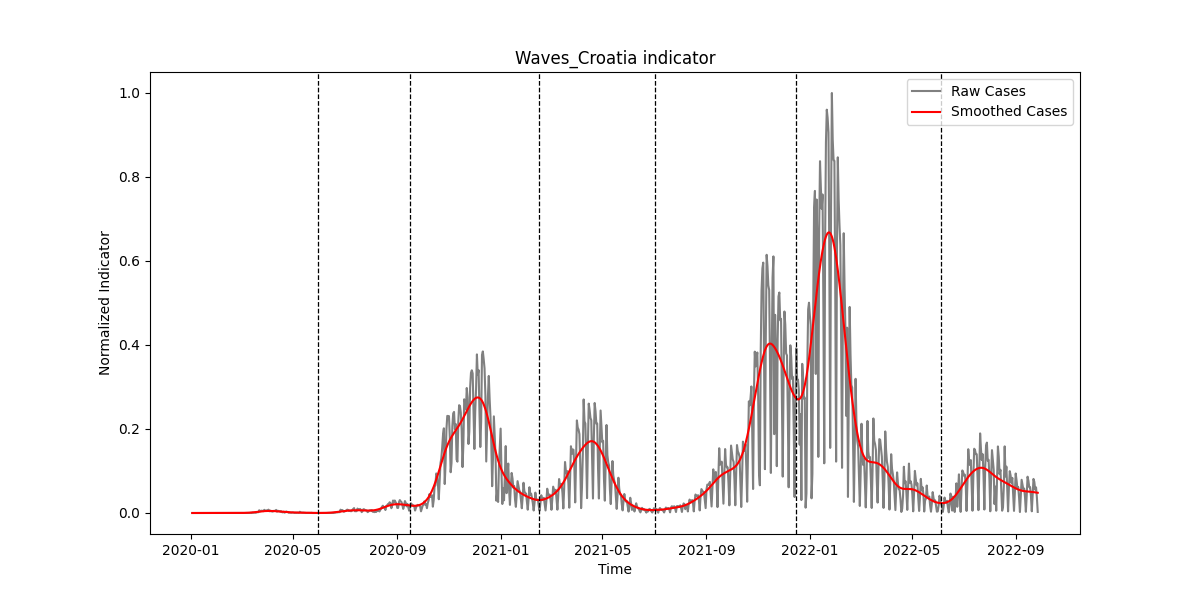 Waves_Croatia indicator
Raw Cases
Smoothed Cases
Normalized Indicator
1.0
0.8
0.6
0.4
0.2
0.0
2020-01 2020-05 2020-09 2021-01 2021-05 2021-09 2022-01 2022-05 2022-09
Time